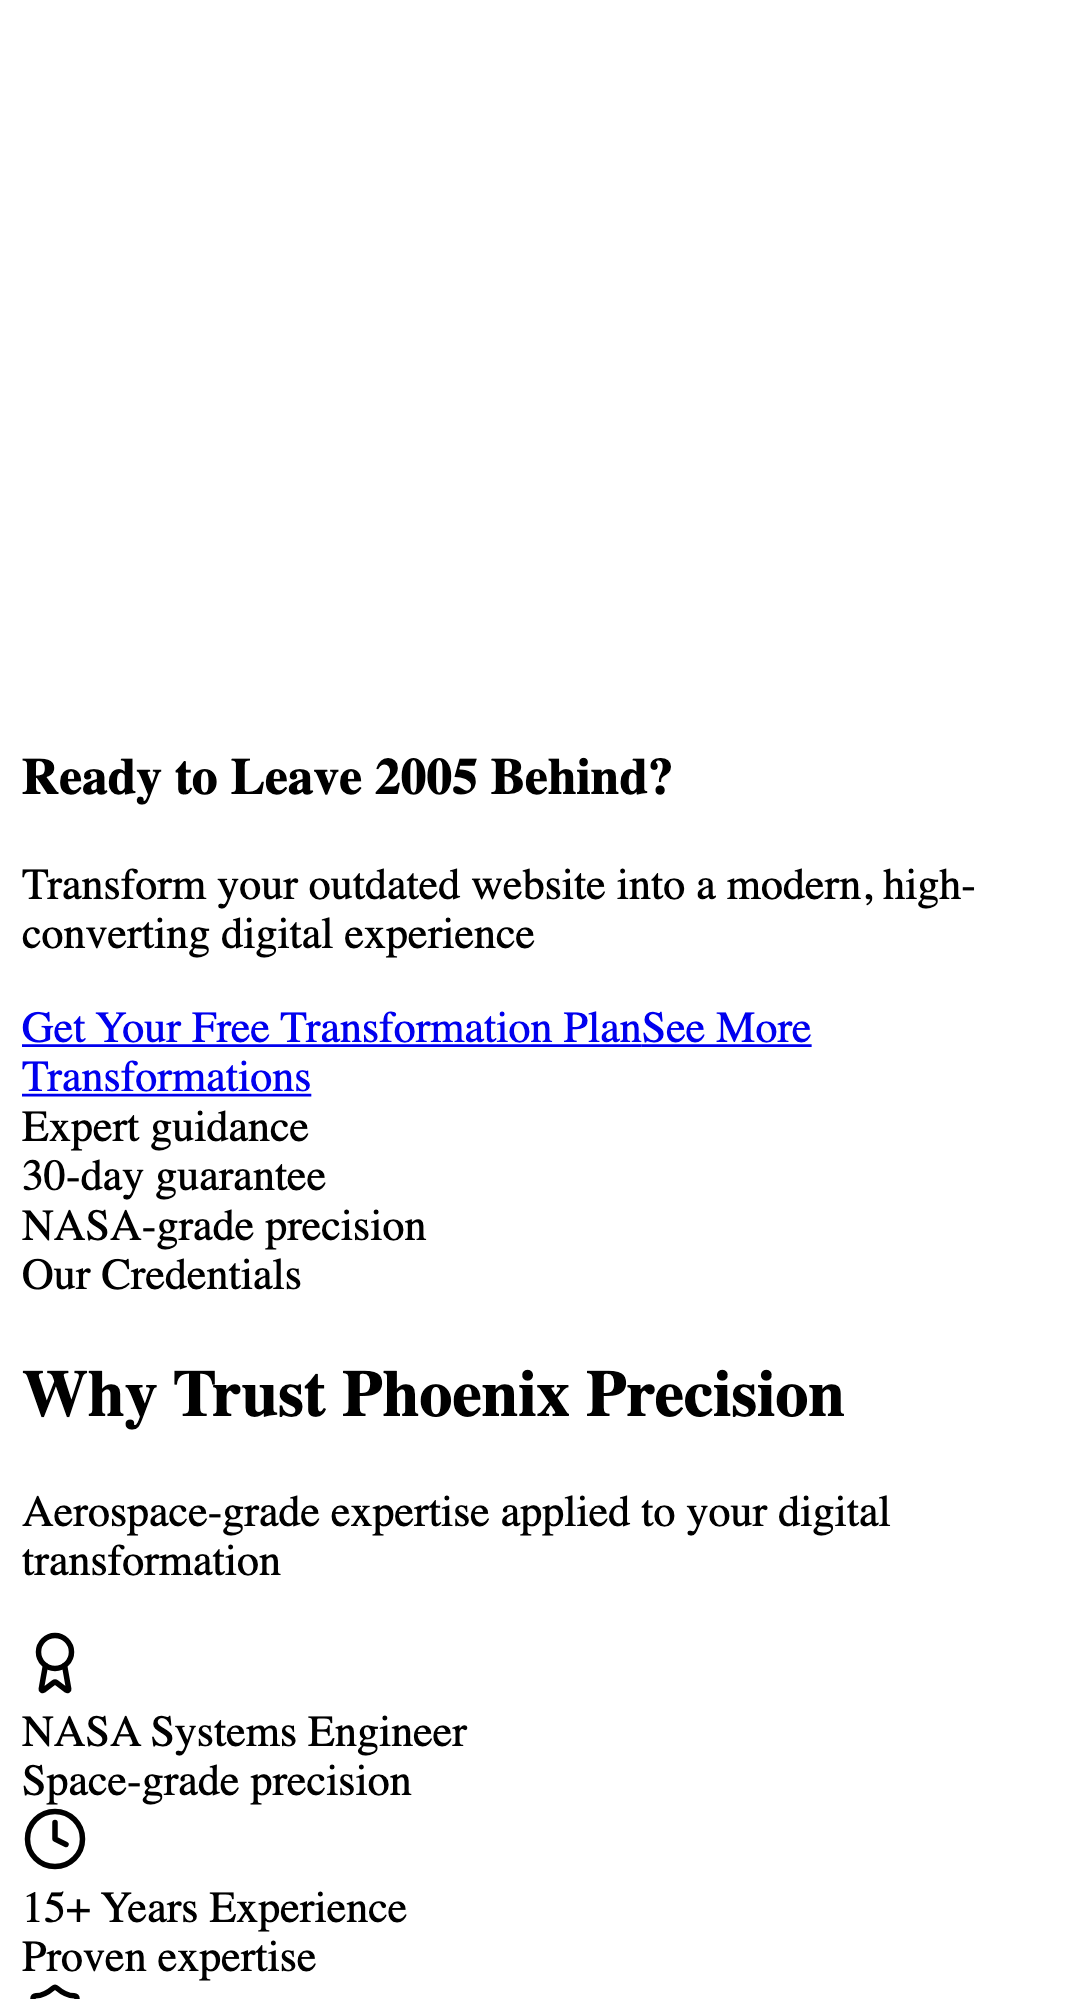 Ready to Leave 2005 Behind?
Transform your outdated website into a modern, high-
converting digital experience
Get Your Free Transformation PlanSee More
Transformations
Expert guidance
30-day guarantee
NASA-grade precision
Our Credentials
Why Trust Phoenix Precision
Aerospace-grade expertise applied to your digital
transformation
NASA Systems Engineer
Space-grade precision
15+ Years Experience
Proven expertise